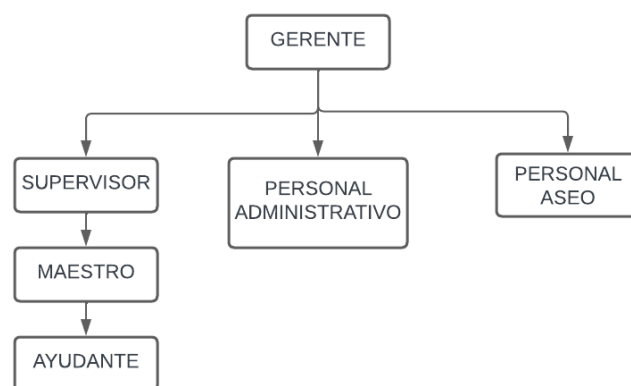 GERENTE
SUPERVISOR
PERSONAL
ADMINISTRATIVO
PERSONAL
ASEO
MAESTRO
AYUDANTE